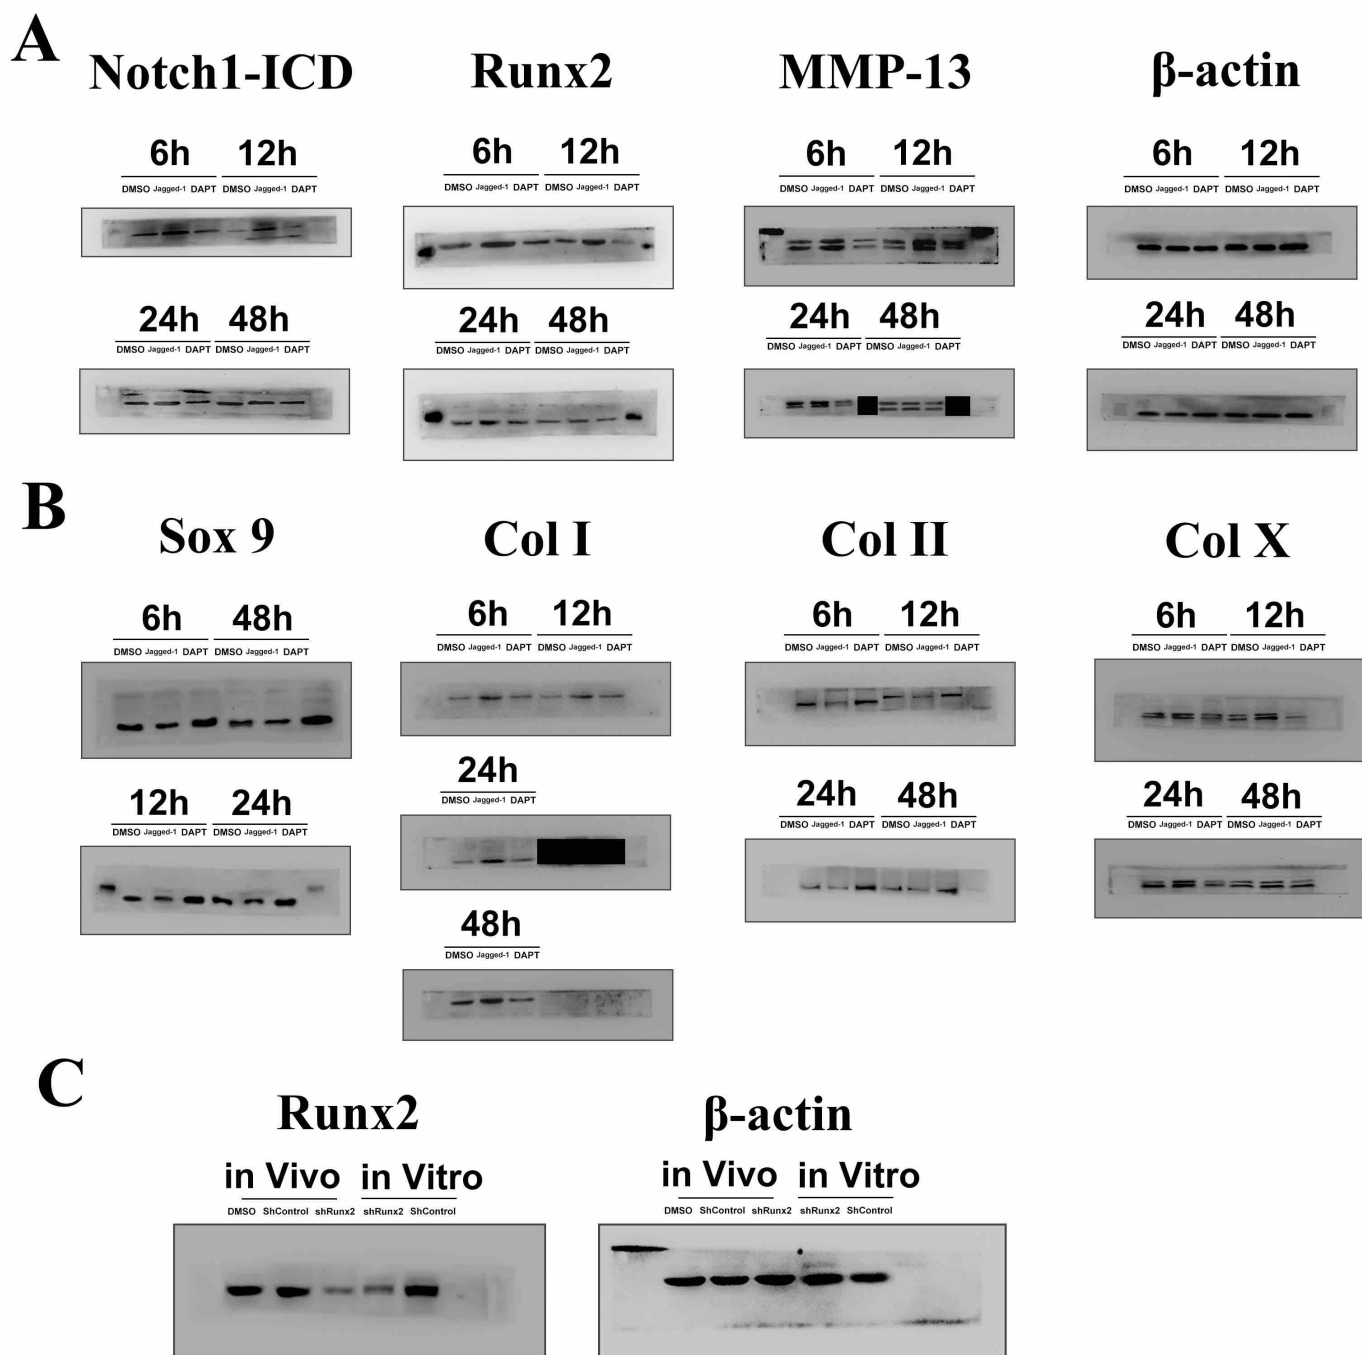 A
Notch1-ICD Runx2 MMP-13 β-actin
6h 12h 6h 12h 6h 12h 6h 12h
DMSO Jagged-1 DAPT DMSO Jagged-1 DAPT DMSO Jagged-1 DAPT DMSO Jagged-1 DAPT DMSO Jagged-1 DAPT DMSO Jagged-1 DAPT DMSO Jagged-1 DAPT DMSO Jagged-1 DAPT
24h 48h 24h 48h 24h 48h 24h 48h
DMSO Jagged-1 DAPT DMSO Jagged-1 DAPT DMSO Jagged-1 DAPT DMSO Jagged-1 DAPT DMSO Jagged-1 DAPT DMSO Jagged-1 DAPT DMSO Jagged-1 DAPT DMSO Jagged-1 DAPT
B
Sox 9 Col I Col II Col X
6h 48h 6h 12h 6h 12h 6h 12h
DMSO Jagged-1 DAPT DMSO Jagged-1 DAPT DMSO Jagged-1 DAPT DMSO Jagged-1 DAPT DMSO Jagged-1 DAPT DMSO Jagged-1 DAPT DMSO Jagged-1 DAPT DMSO Jagged-1 DAPT
12h 24h 24h 24h 48h 24h 48h
DMSO Jagged-1 DAPT DMSO Jagged-1 DAPT DMSO Jagged-1 DAPT DMSO Jagged-1 DAPT DMSO Jagged-1 DAPT DMSO Jagged-1 DAPT DMSO Jagged-1 DAPT
48h
DMSO Jagged-1 DAPT
C
Runx2 β-actin
in Vivo in Vitro in Vivo in Vitro
DMSO ShControl shRunx2 shRunx2 ShControl DMSO ShControl shRunx2 shRunx2 ShControl